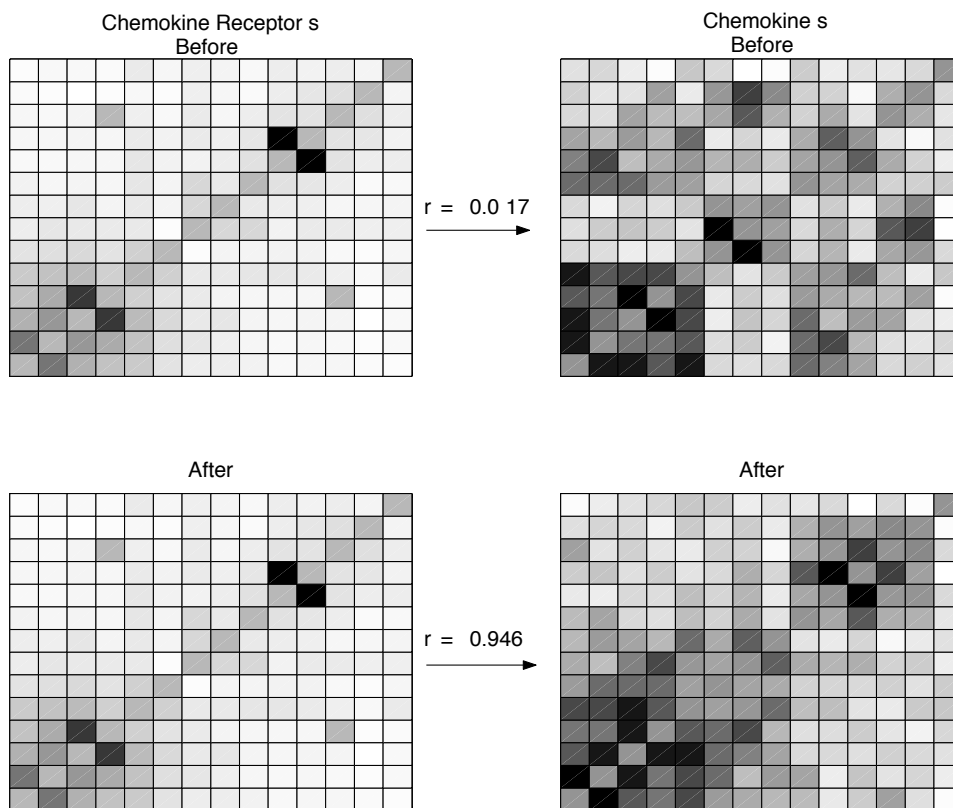 Chemokine Receptor s
Before
Chemokine s
Before
r = 0.0 17
After
After
r = 0.946